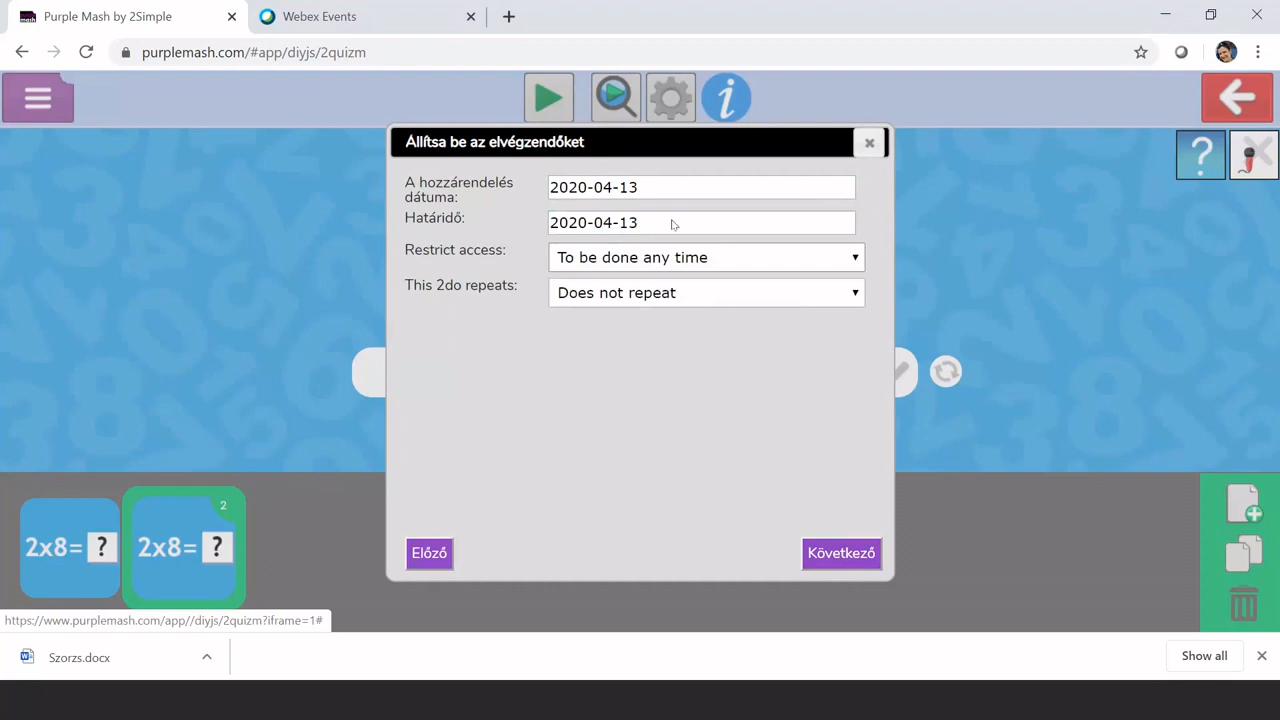 Purple Mash by 2Simple
Webex Events
purplemash.com/#app/diyjs/2quizm
Állítsa be az elvégzendőket
A hozzárendelés
dátuma:
2020-04-13
Határidő:
2020-04-13
Restrict access:
To be done any time
This 2do repeats:
Does not repeat
Előző
Következő
2x8= ?
2x8= ?
2
https://www.purplemash.com/app//diyjs/2quizm?iframe=1#
Szorzs.docx
Show all